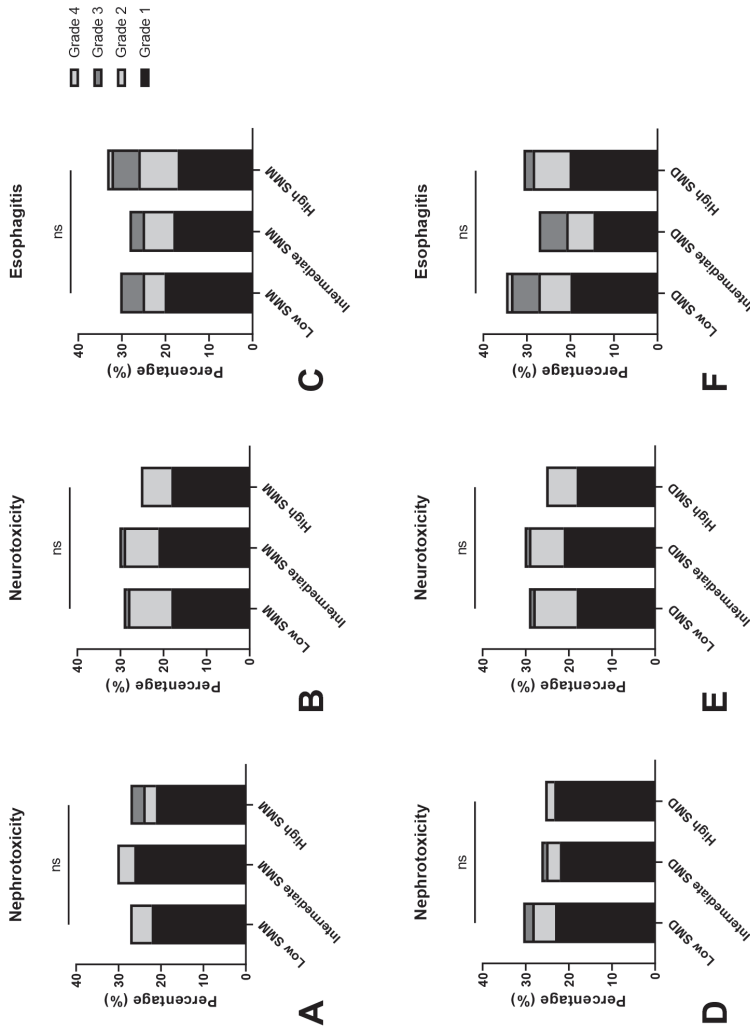 Grade 4
Grade 3
Grade 2
Grade 1
A
Nephrotoxicity
ns
Percentage (%)
40
30
20
10
0
Low SMM
Intermediate SMM
High SMM
B
Neurotoxicity
ns
Percentage (%)
40
30
20
10
0
Low SMM
Intermediate SMM
High SMM
C
Esophagitis
ns
Percentage (%)
40
30
20
10
0
Low SMM
Intermediate SMM
High SMM
D
Nephrotoxicity
ns
Percentage (%)
40
30
20
10
0
Low SMD
Intermediate SMD
High SMD
E
Neurotoxicity
ns
Percentage (%)
40
30
20
10
0
Low SMD
Intermediate SMD
High SMD
F
Esophagitis
ns
Percentage (%)
40
30
20
10
0
Low SMD
Intermediate SMD
High SMD